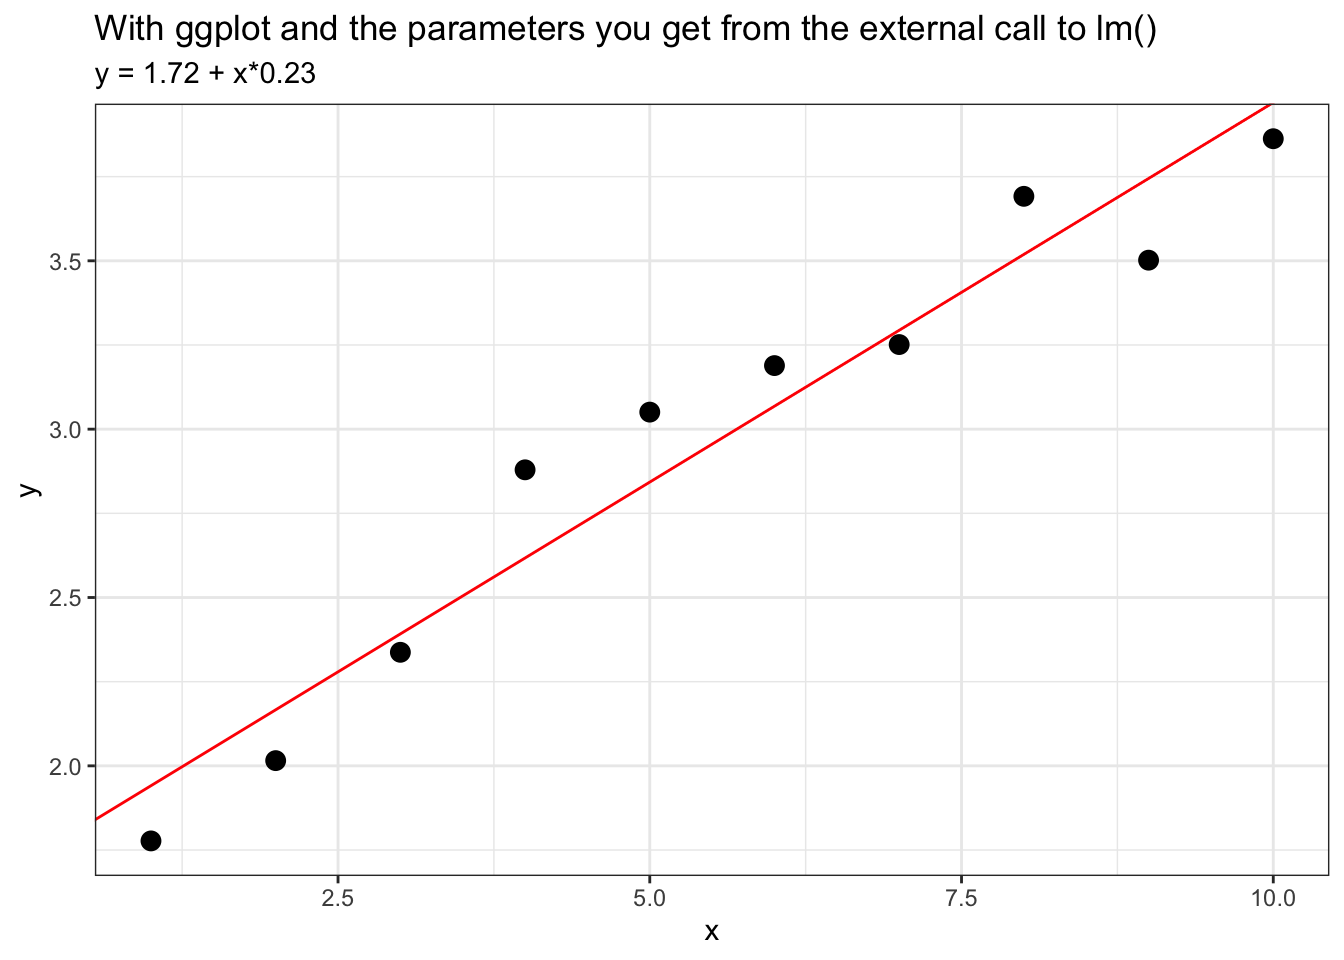 With ggplot and the parameters you get from the external call to lm()
y = 1.72 + x*0.23
3.5
3.0
2.5
2.0
y
2.5
5.0
7.5
10.0
x